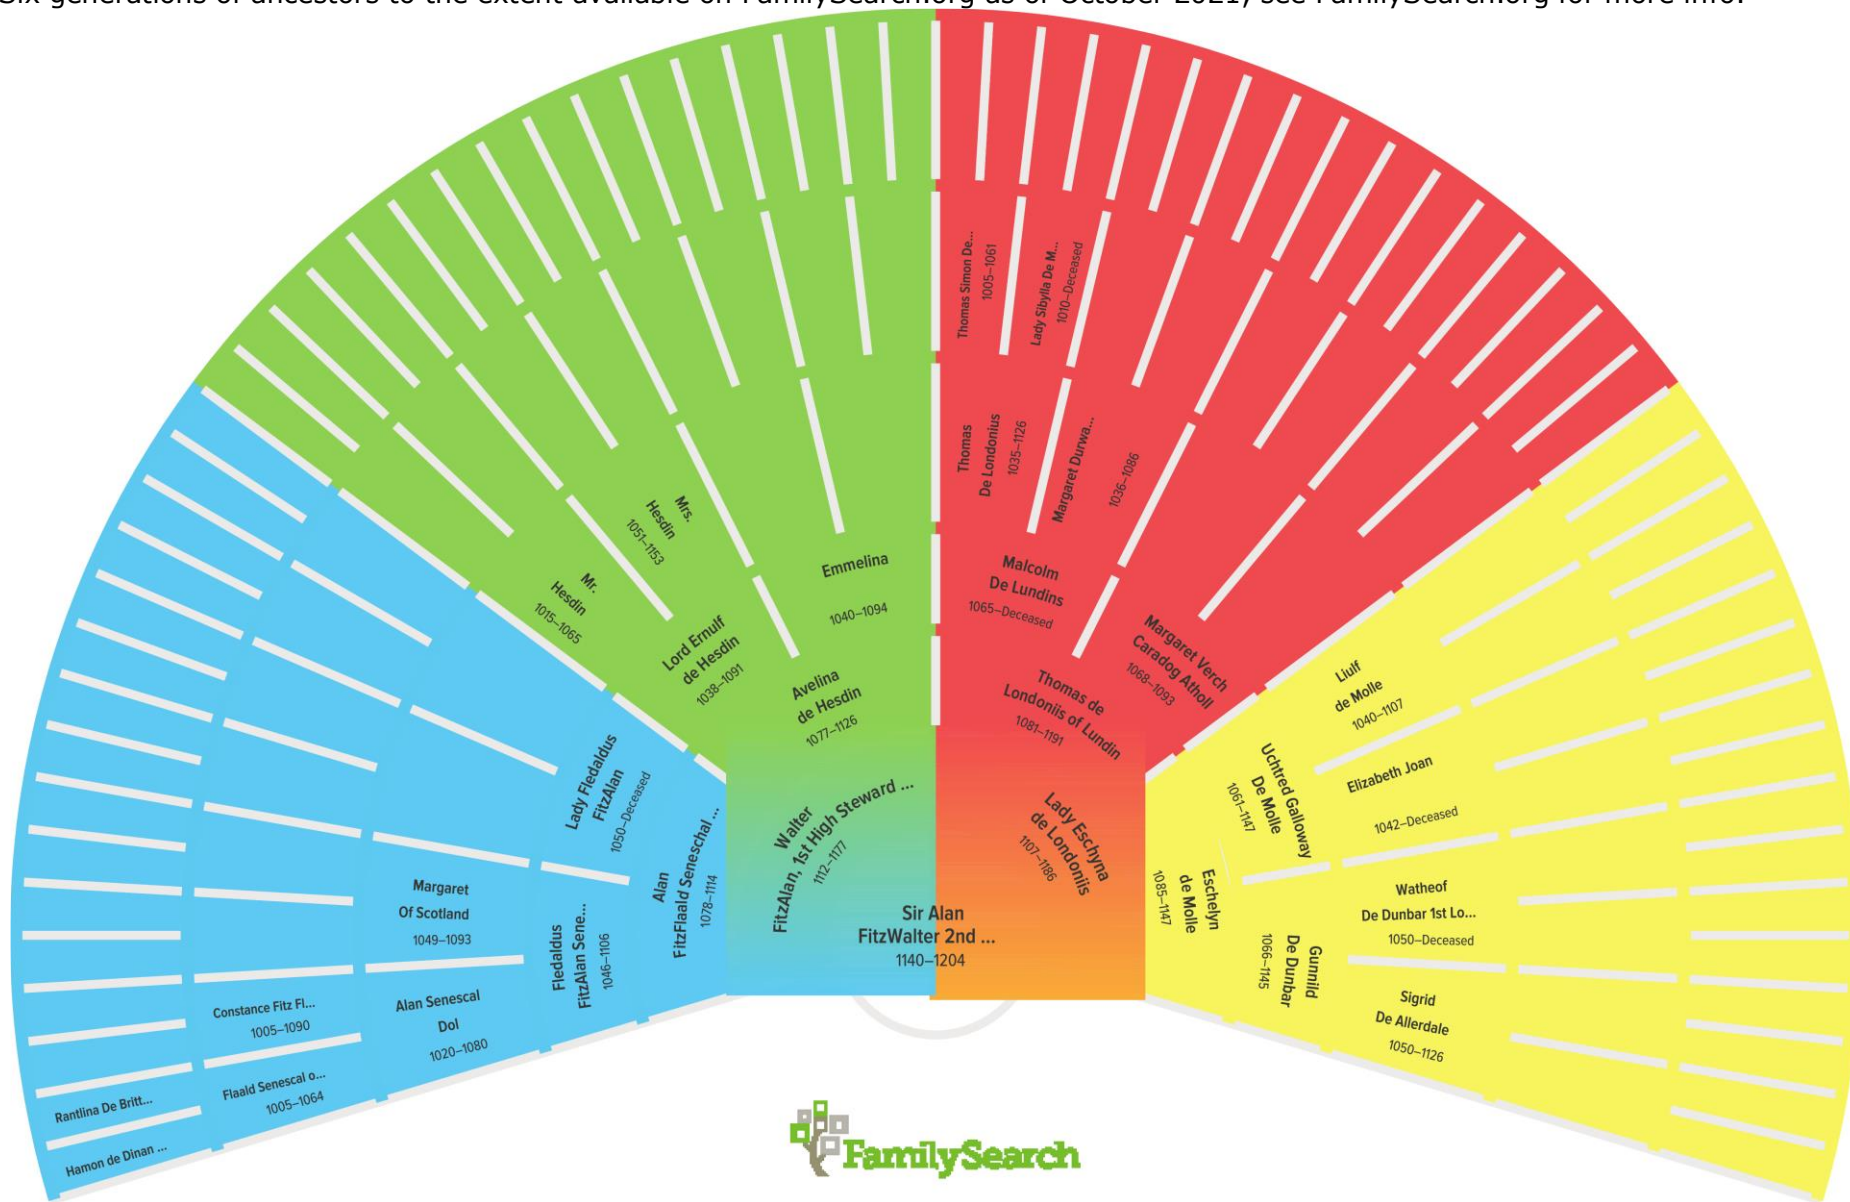 Six generations of ancestors to the extent available on FamilySearch.org as of October 2021, see FamilySearch.org for more info.
Thomas Simon De...
1005–1061
Lady Sibylla De M...
1010–Deceased
Thomas
De Londonius
1035–1126
Margaret Durwa...
1036–1086
Mrs.
Hesdin
1051–1153
Mr.
Hesdin
1015–1065
Emmelina
1040–1094
Malcolm
De Lundins
1065–Deceased
Lord Ernulf
de Hesdin
1038–1091
Margaret Verch
Caradog Atholl
1068–1093
Avelina
de Hesdin
1077–1126
Thomas de
Londoniis of Lundin
1081–1191
Liulf
de Molle
1040–1107
Lady Fledaldus
FitzAlan
1050–Deceased
Uchtred Galloway
De Molle
1061–1147
Elizabeth Joan
1042–Deceased
Alan
FitzFlaald Seneschal ...
1078–1114
Walter
FitzAlan, 1st High Steward ...
1112–1177
Lady Eschyna
de Londoniis
1107–1186
Eschelyn
de Molle
1085–1147
Margaret
Of Scotland
1049–1093
Fledaldus
FitzAlan Sene...
1046–1106
Sir Alan
FitzWalter 2nd ...
1140–1204
Gunnild
De Dunbar
1066–1145
Watheof
De Dunbar 1st Lo...
1050–Deceased
Constance Fitz Fl...
1005–1090
Alan Senescal
Dol
1020–1080
Sigrid
De Allerdale
1050–1126
Rantlina De Britt...
Flaald Senescal o...
1005–1064
Hamon de Dinan ...
FamilySearch